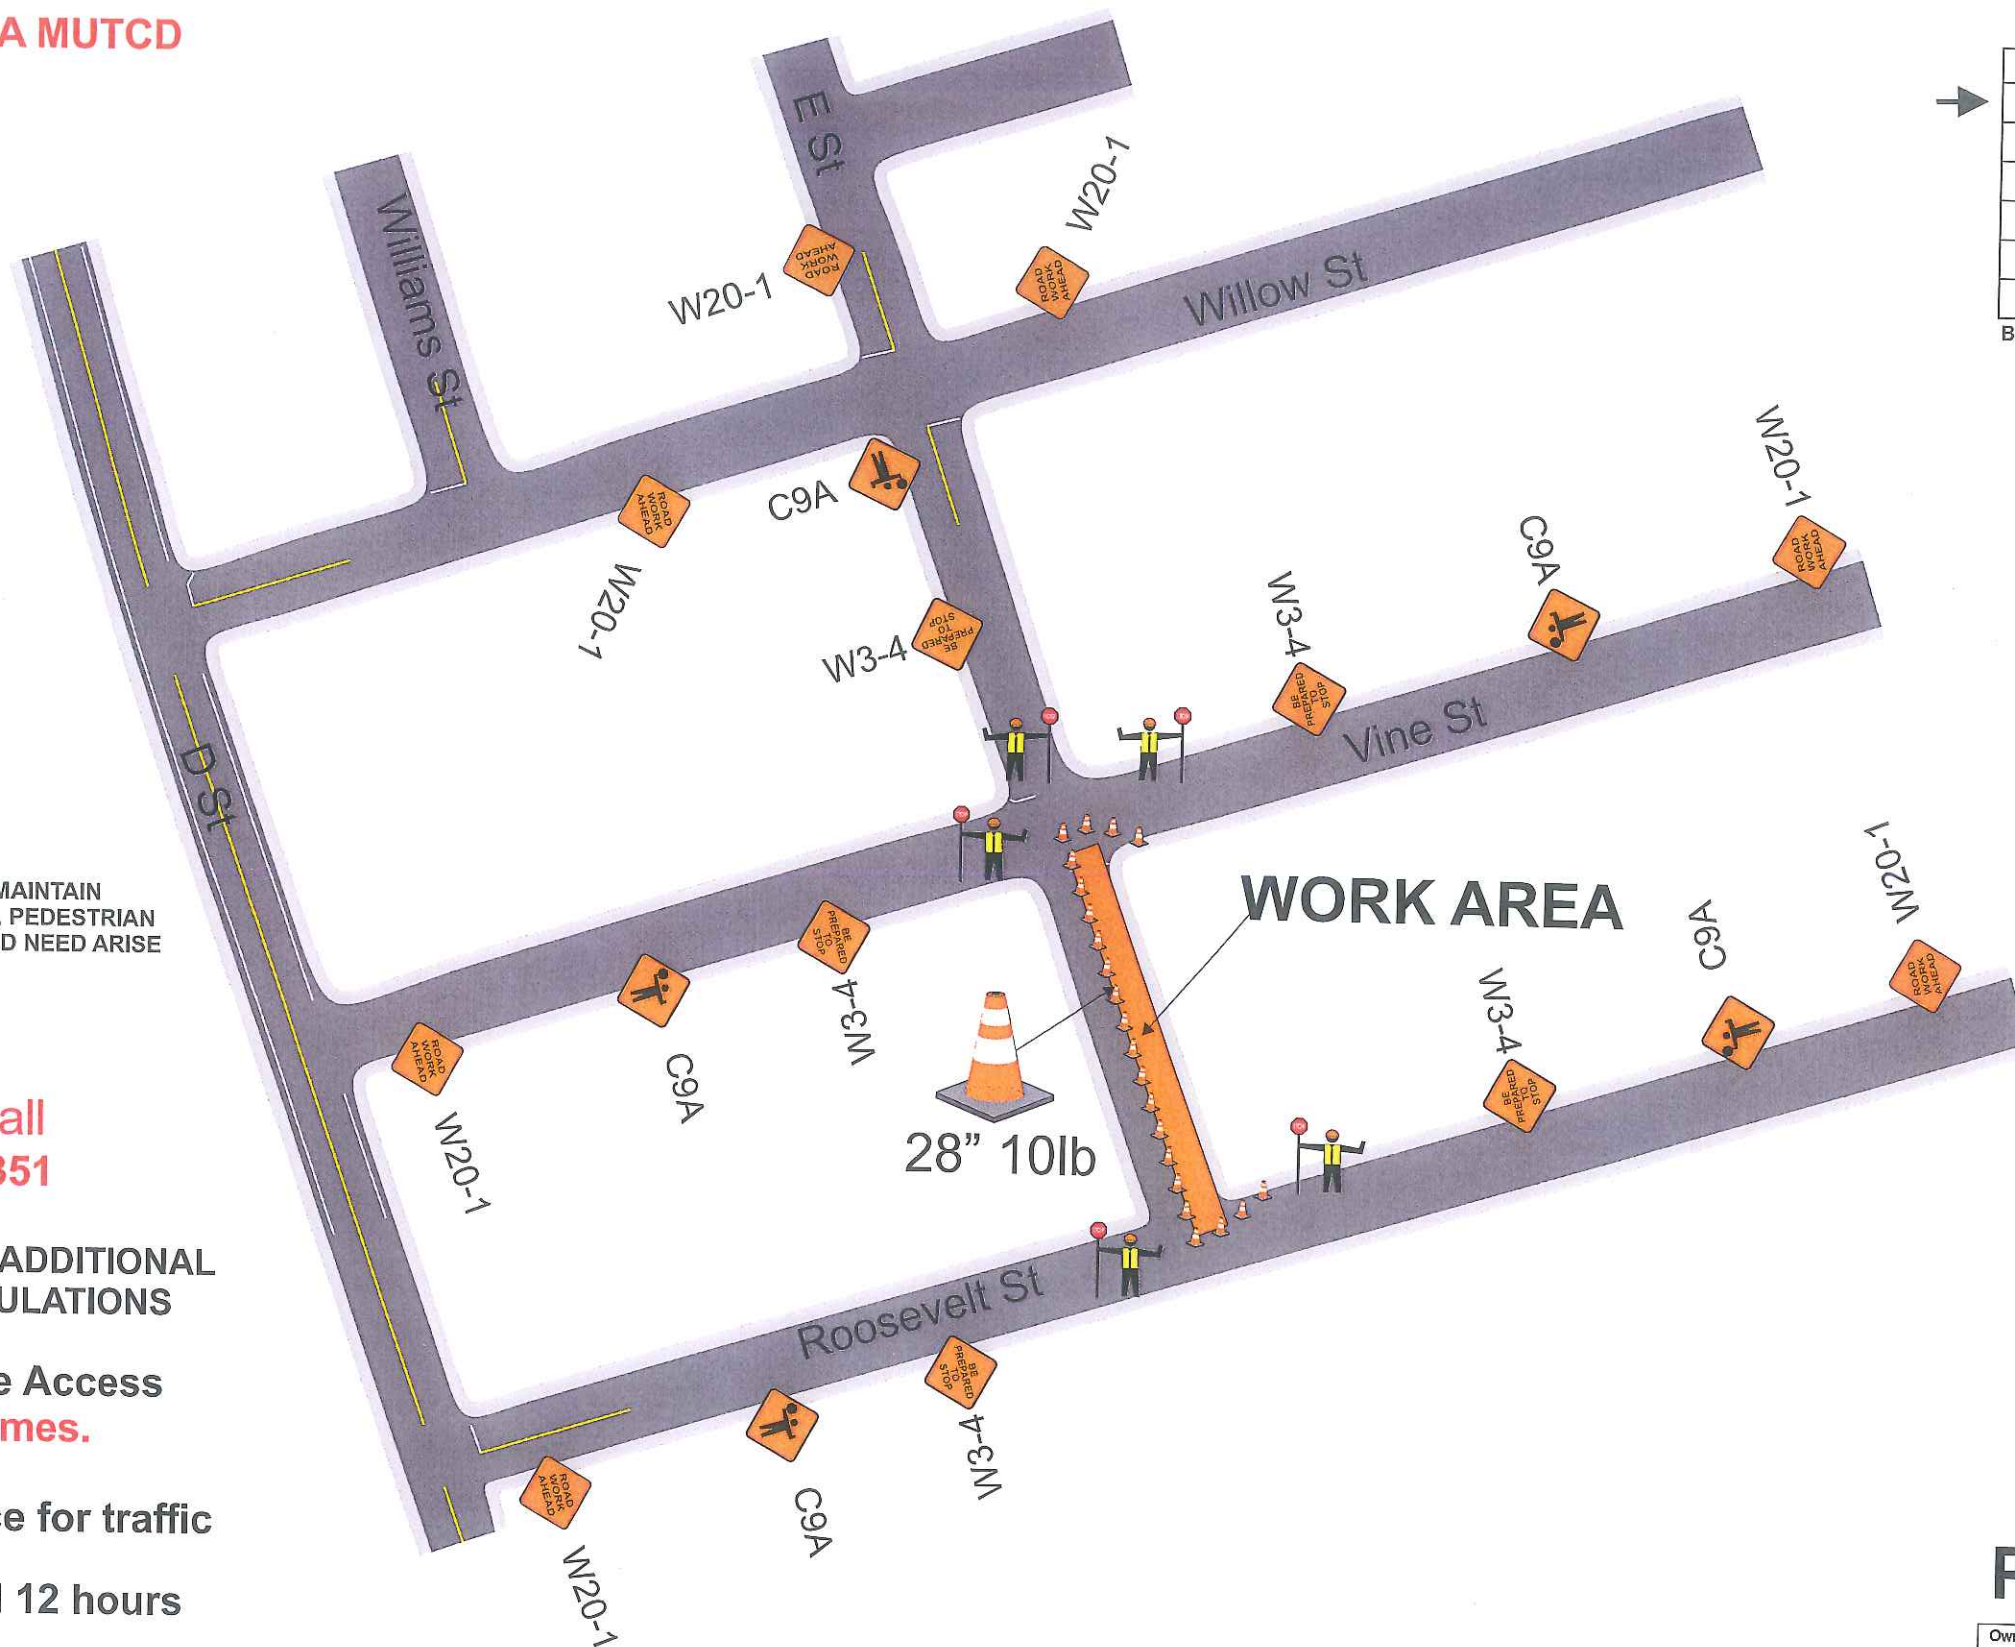 A MUTCD
E St
Williams St
W20-1
ROAD
WORK
AHEAD
W20-1
ROAD
WORK
AHEAD
Willow St
W20-1
ROAD
WORK
AHEAD
C9A
ROAD
WORK
AHEAD
W20-1
C9A
W3-4
BE
PREPARED
TO
STOP
W3-4
BE
PREPARED
TO
STOP
Vine St
D St
WORK AREA
MAINTAIN
PEDESTRIAN
D NEED ARISE
BE
PREPARED
TO
STOP
W3-4
C9A
ROAD
WORK
AHEAD
W20-1
28” 10lb
W20-1
ROAD
WORK
AHEAD
C9A
W3-4
BE
PREPARED
TO
STOP
all
351
ADDITIONAL
ULATIONS
Roosevelt St
BE
PREPARED
TO
STOP
W3-4
C9A
ROAD
WORK
AHEAD
W20-1
e Access
mes.
ce for traffic
12 hours
B
Own